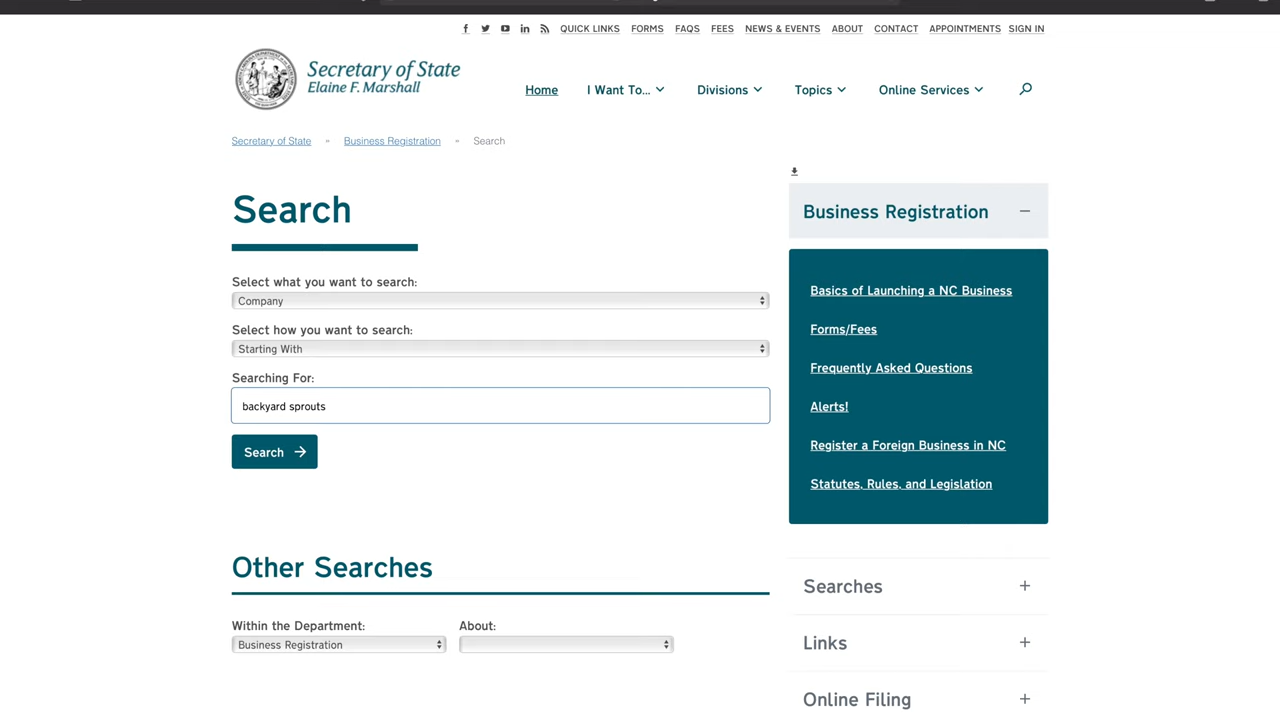 QUICK LINKS FORMS FAQS FEES NEWS & EVENTS ABOUT CONTACT APPOINTMENTS SIGN IN
Secretary of State
Elaine F. Marshall
Home I Want To... Divisions Topics Online Services
Secretary of State » Business Registration » Search
Search
Select what you want to search:
Company
Select how you want to search:
Starting With
Searching For:
backyard sprouts
Search →
Other Searches
Within the Department: About:
Business Registration
Business Registration
Basics of Launching a NC Business
Forms/Fees
Frequently Asked Questions
Alerts!
Register a Foreign Business in NC
Statutes, Rules, and Legislation
Searches +
Links +
Online Filing +